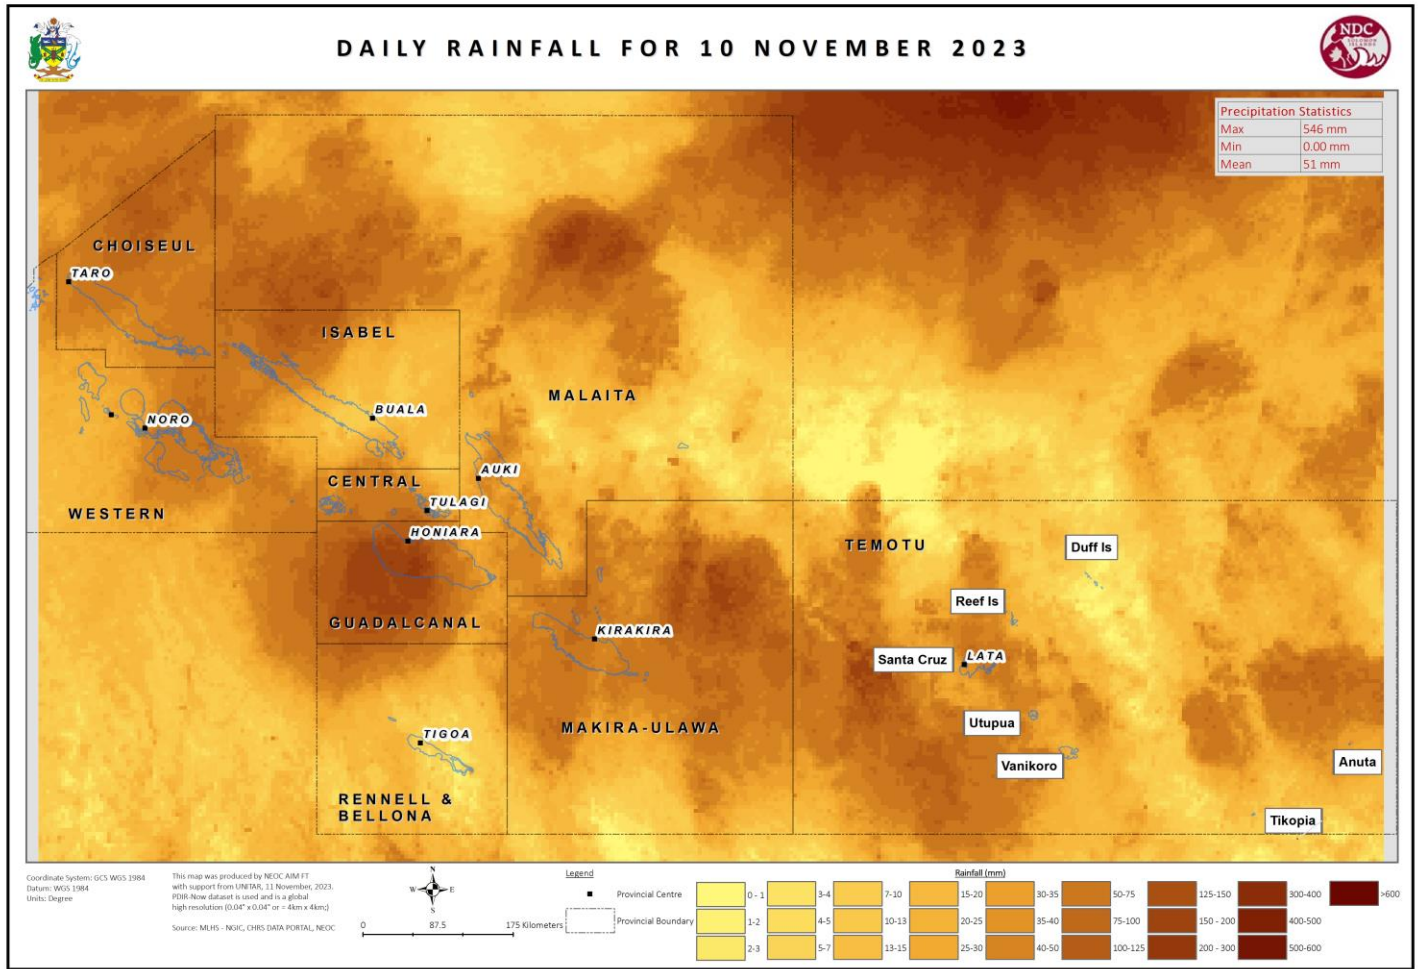 DAILY RAINFALL FOR 10 NOVEMBER 2023
NDC
SOLOMON
ISLANDS
Precipitation Statistics
Max 546 mm
Min 0.00 mm
Mean 51 mm
CHOISEUL
TARO
ISABEL
MALAITA
BUALA
NORO
AUKI
CENTRAL
TULAGI
WESTERN
HONIARA
TEMOTU
Duff Is
Reef Is
GUADALCANAL
KIRAKIRA
Santa Cruz
LATA
Utupua
MAKIRA-ULAWA
TIGOA
Vanikoro
Anuta
RENNELL &
BELLONA
Tikopia
Coordinate System: GCS WGS 1984
Datum: WGS 1984
Units: Degree
This map was produced by NEOC AIM FT
with support from UNITAR, 11 November, 2023.
PDIR-Now dataset is used and is a global
high resolution (0.04° x 0.04° or = 4km x 4km;)
Source: MLHS - NGIC, CHRS DATA PORTAL, NEOC
N
W E
S
0 87.5 175 Kilometers
Legend
Provincial Centre
Provincial Boundary
Rainfall (mm)
0 - 1 3-4 7-10 15-20 30-35 50-75 125-150 300-400 >600
1-2 4-5 10-13 20-25 35-40 75-100 150 - 200 400-500
2-3 5-7 13-15 25-30 40-50 100-125 200 - 300 500-600